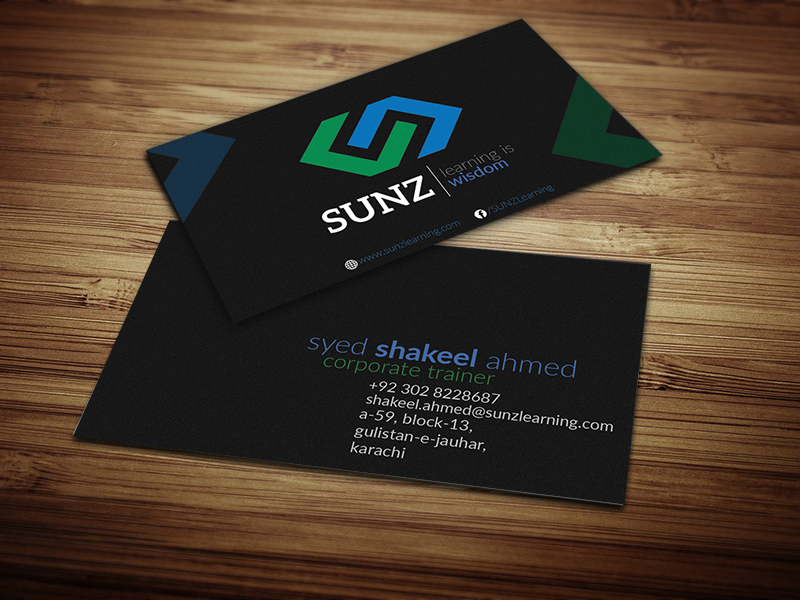 SUNZ
learning is
wisdom
www.sunzlearning.com
/SUNZLearning
syed shakeel ahmed
corporate trainer
+92 302 8228687
shakeel.ahmed@sunzlearning.com
a-59, block-13,
gulistan-e-jauhar,
karachi